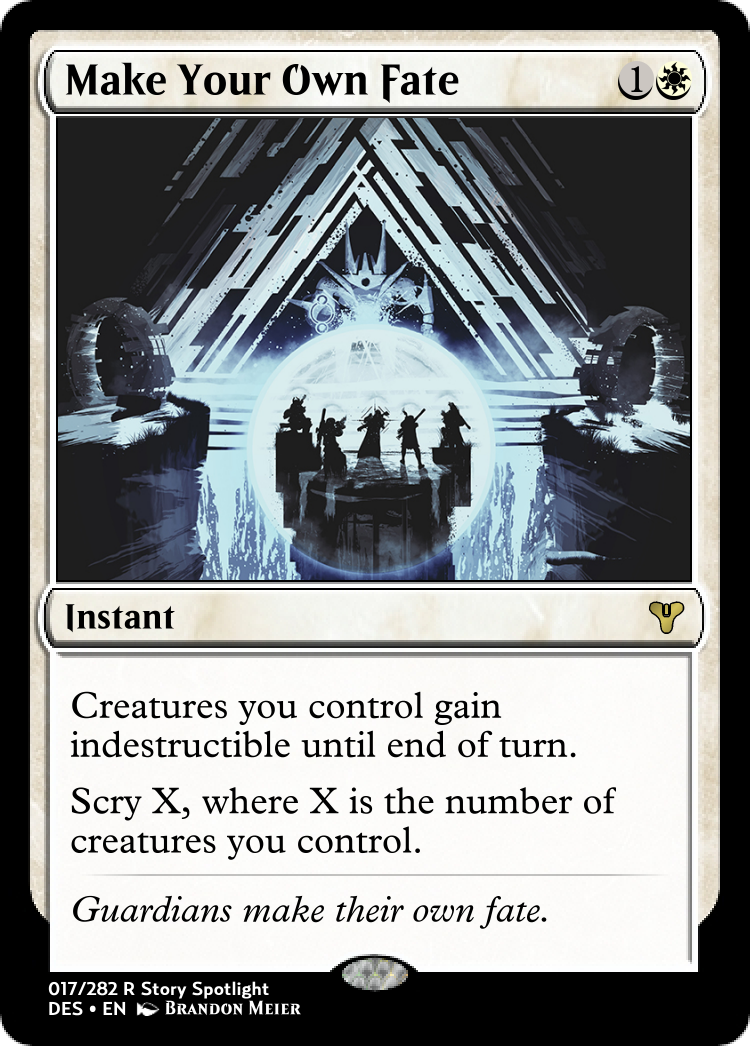 Make Your Own Fate 1
Instant
Creatures you control gain
indestructible until end of turn.
Scry X, where X is the number of
creatures you control.
Guardians make their own fate.
017/282 R Story Spotlight
DES • EN Brandon Meier